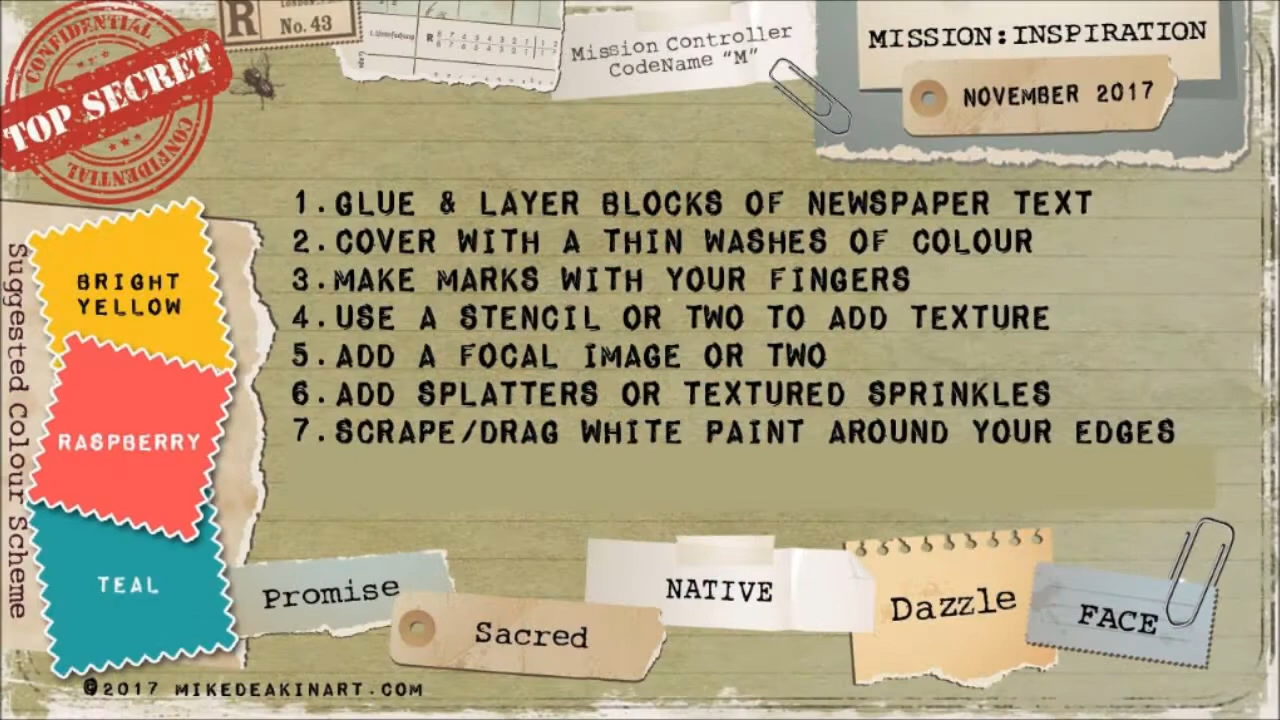 CONFIDENTIAL
TOP SECRET
CONFIDENTIAL
R
No. 43
Mission Controller
CodeName "M"
MISSION:INSPIRATION
NOVEMBER 2017
1.GLUE & LAYER BLOCKS OF NEWSPAPER TEXT
2.COVER WITH A THIN WASHES OF COLOUR
3.MAKE MARKS WITH YOUR FINGERS
4.USE A STENCIL OR TWO TO ADD TEXTURE
5.ADD A FOCAL IMAGE OR TWO
6.ADD SPLATTERS OR TEXTURED SPRINKLES
7.SCRAPE/DRAG WHITE PAINT AROUND YOUR EDGES
Suggested Colour Scheme
BRIGHT
YELLOW
RASPBERRY
TEAL
Promise
Sacred
NATIVE
Dazzle
FACE
©2017 MIKEDEAKINART.COM